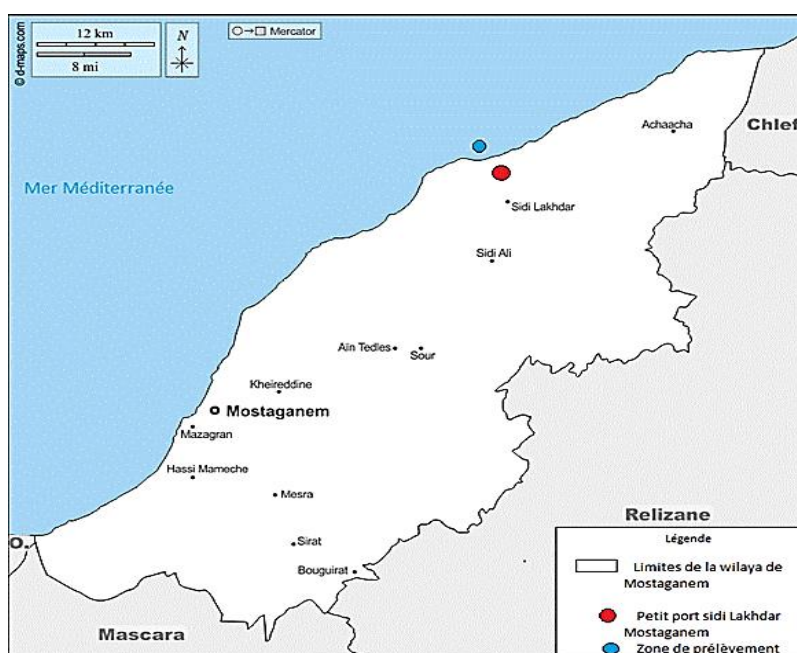 12 km
8 mi
N
© d-maps.com
○→□ Mercator
Chlef
Achaacha
Mer Méditerranée
Sidi Lakhdar
Sidi Ali
Aïn Tedles
Sour
Kheireddine
Mostaganem
Mazagran
Hassi Mameche
Mesra
Relizane
Sirat
O.
Bouguirat
Mascara
Légende
Limites de la wilaya de
Mostaganem
Petit port sidi Lakhdar
Mostaganem
Zone de prélèvement